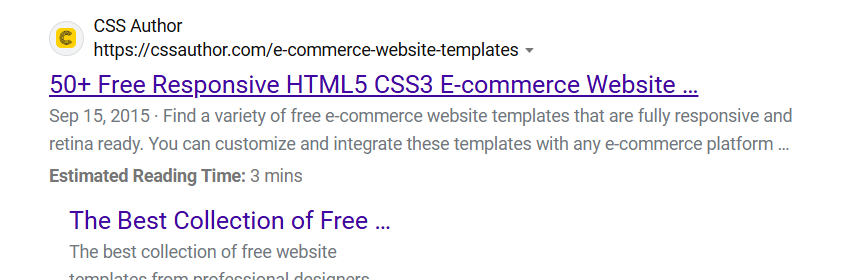 CSS Author
https://cssauthor.com/e-commerce-website-templates
50+ Free Responsive HTML5 CSS3 E-commerce Website ...
Sep 15, 2015 · Find a variety of free e-commerce website templates that are fully responsive and
retina ready. You can customize and integrate these templates with any e-commerce platform ...
Estimated Reading Time: 3 mins
The Best Collection of Free ...
The best collection of free website
templates from professional designers